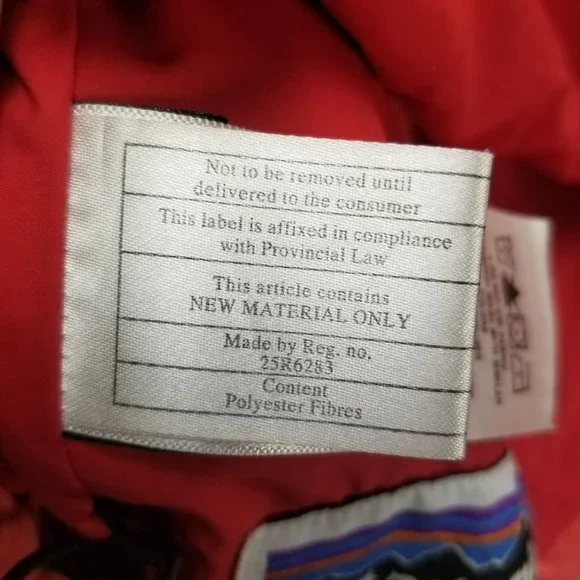 Not to be removed until
delivered to the consumer
This label is affixed in compliance
with Provincial Law
This article contains
NEW MATERIAL ONLY
Made by Reg. no.
25R6283
Content
Polyester Fibres